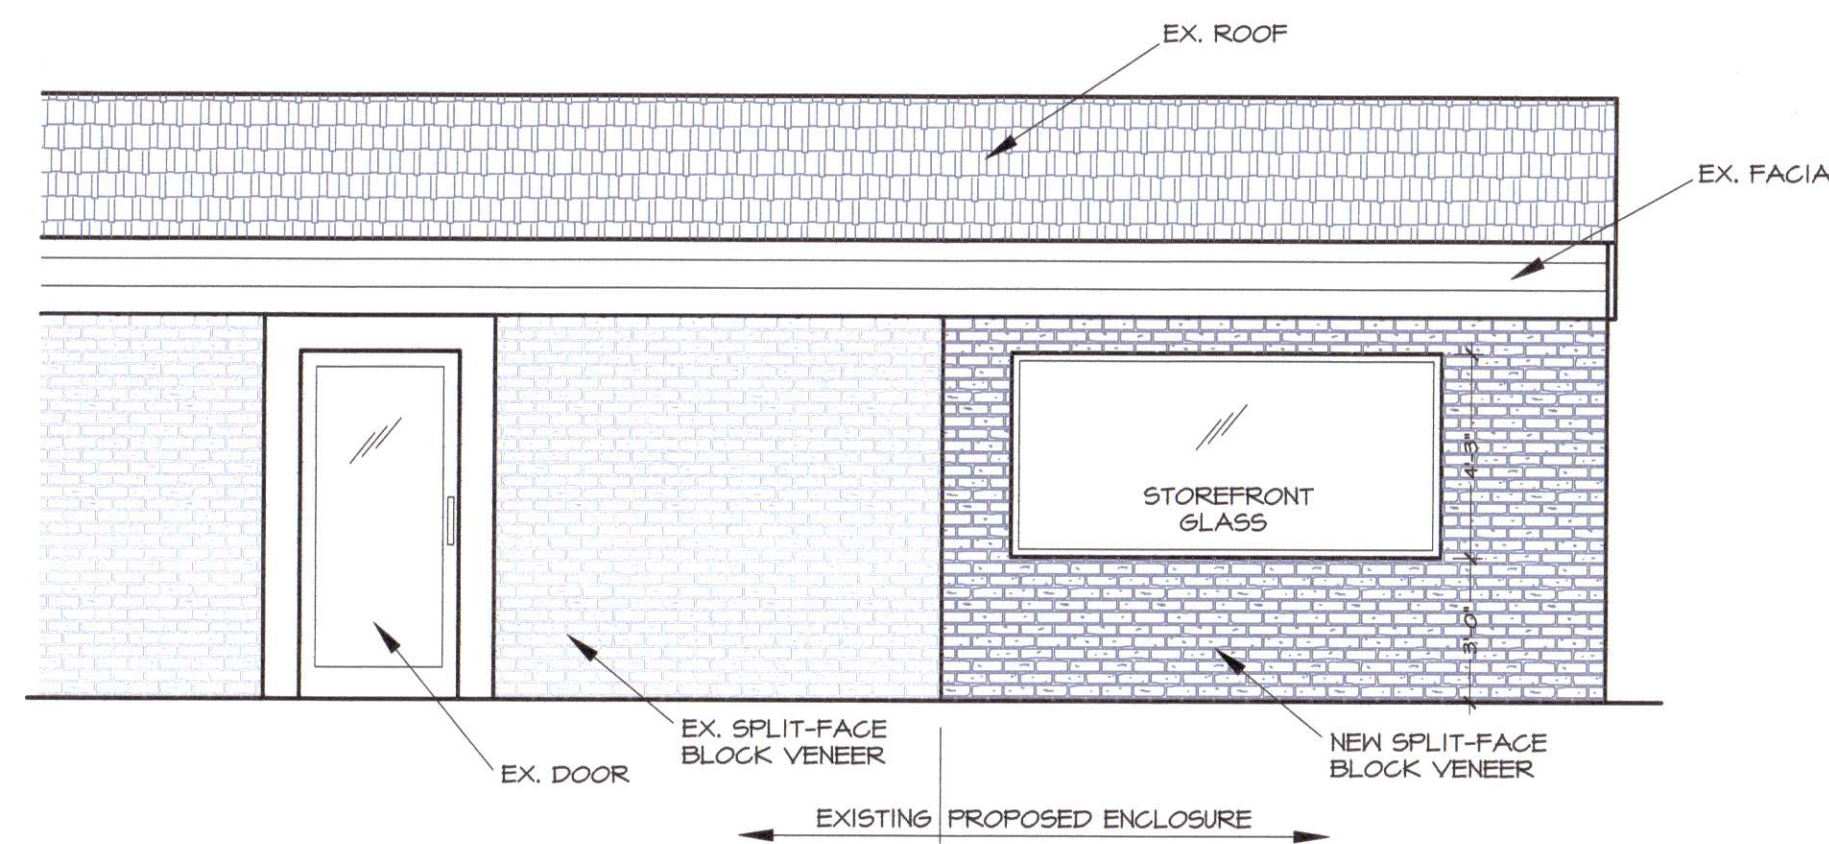 EX. ROOF
EX. FACIA
STOREFRONT
GLASS
4'-3"
3'-0"
EX. SPLIT-FACE
BLOCK VENEER
EX. DOOR
NEW SPLIT-FACE
BLOCK VENEER
EXISTING PROPOSED ENCLOSURE